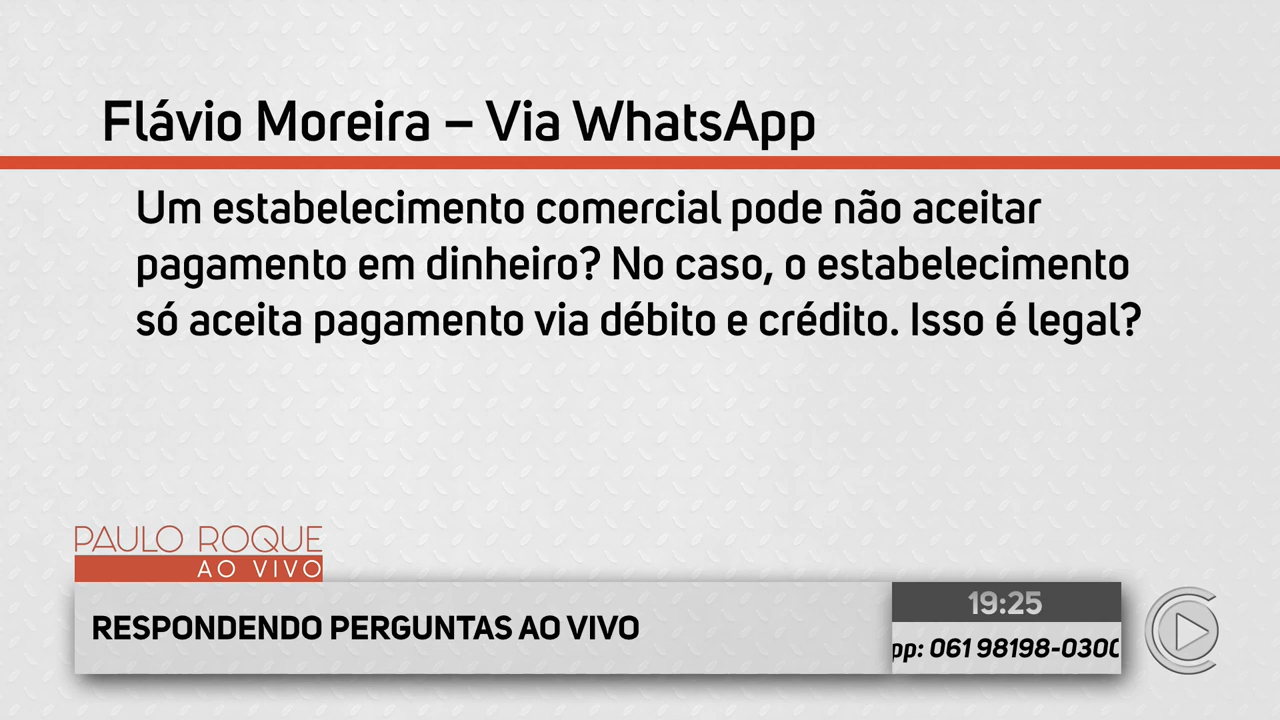 Flávio Moreira – Via WhatsApp
Um estabelecimento comercial pode não aceitar
pagamento em dinheiro? No caso, o estabelecimento
só aceita pagamento via débito e crédito. Isso é legal?
PAULO ROQUE
AO VIVO
RESPONDENDO PERGUNTAS AO VIVO
19:25
pp: 061 98198-0300